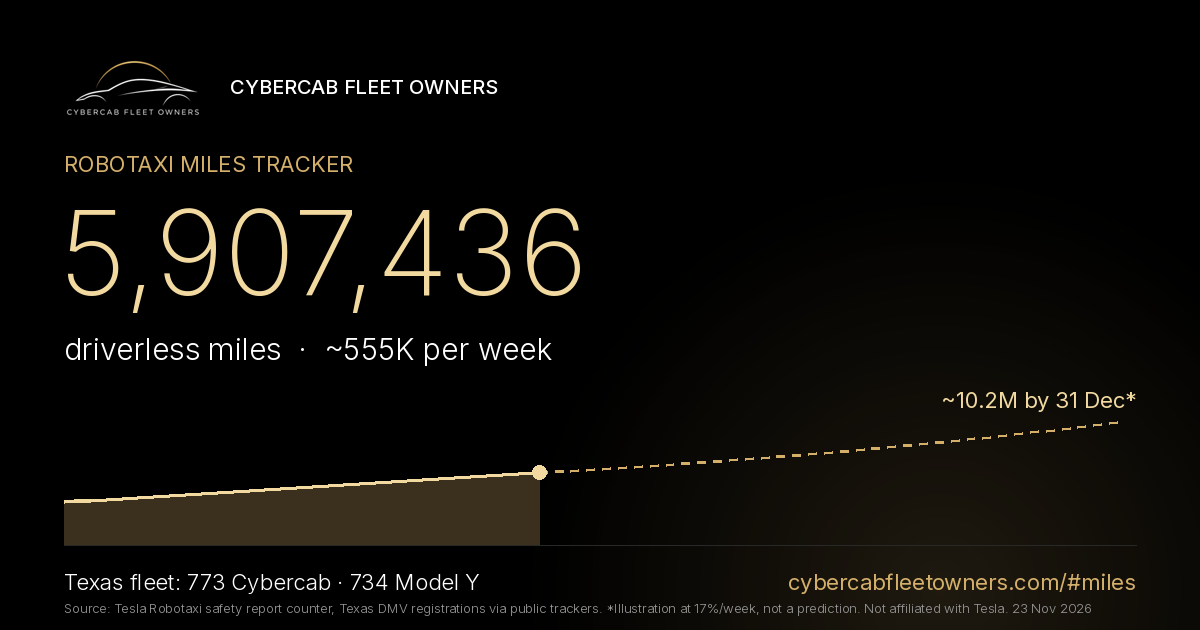 CYBERCAB FLEET OWNERS
CYBERCAB FLEET OWNERS
ROBOTAXI MILES TRACKER
5,907,436
driverless miles · ~555K per week
~10.2M by 31 Dec*
Texas fleet: 773 Cybercab · 734 Model Y
cybercabfleetowners.com/#miles
Source: Tesla Robotaxi safety report counter, Texas DMV registrations via public trackers. *Illustration at 17%/week, not a prediction. Not affiliated with Tesla. 23 Nov 2026